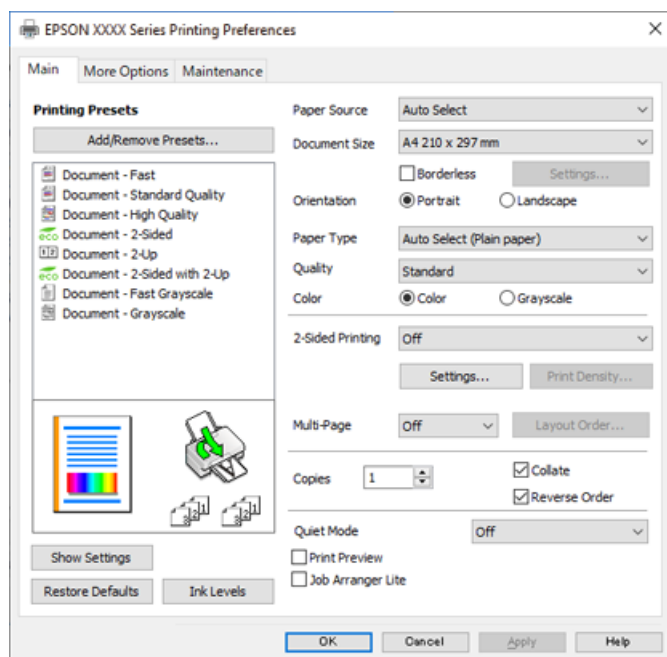 EPSON XXXX Series Printing Preferences
Main
More Options
Maintenance
Printing Presets
Add/Remove Presets...
Document - Fast
Document - Standard Quality
Document - High Quality
eco Document - 2-Sided
12 Document - 2-Up
eco Document - 2-Sided with 2-Up
Document - Fast Grayscale
Document - Grayscale
321 321
Show Settings
Restore Defaults
Ink Levels
Paper Source Auto Select
Document Size A4 210 x 297 mm
Borderless Settings...
Orientation Portrait Landscape
Paper Type Auto Select (Plain paper)
Quality Standard
Color Color Grayscale
2-Sided Printing Off
Settings... Print Density...
Multi-Page Off Layout Order...
Copies 1 Collate
Reverse Order
Quiet Mode Off
Print Preview
Job Arranger Lite
OK Cancel Apply Help